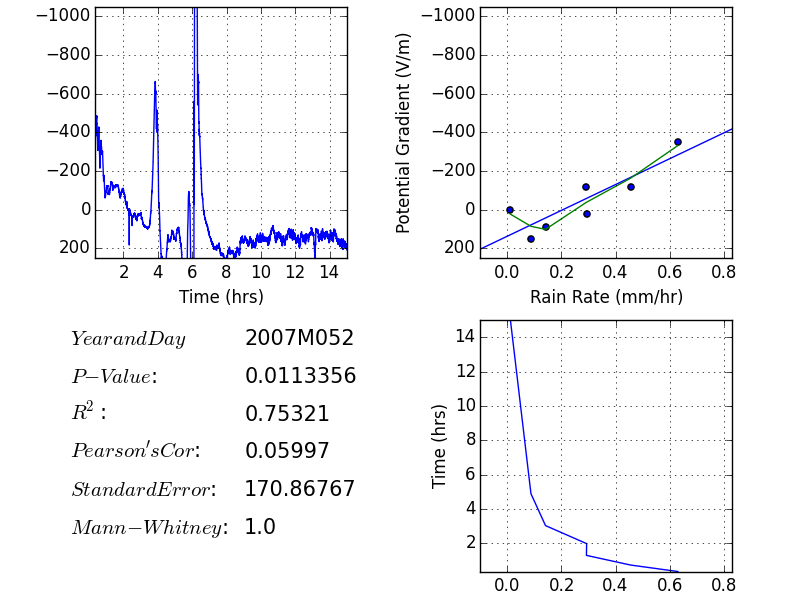 −1000
−800
−600
−400
−200
0
200
2 4 6 8 10 12 14
Time (hrs)
Potential Gradient (V/m)
−1000
−800
−600
−400
−200
0
200
0.0 0.2 0.4 0.6 0.8
Rain Rate (mm/hr)
YearandDay 2007M052
P−Value: 0.0113356
R²: 0.75321
Pearson'sCor: 0.05997
StandardError: 170.86767
Mann−Whitney: 1.0
Time (hrs)
14
12
10
8
6
4
2
0.0 0.2 0.4 0.6 0.8